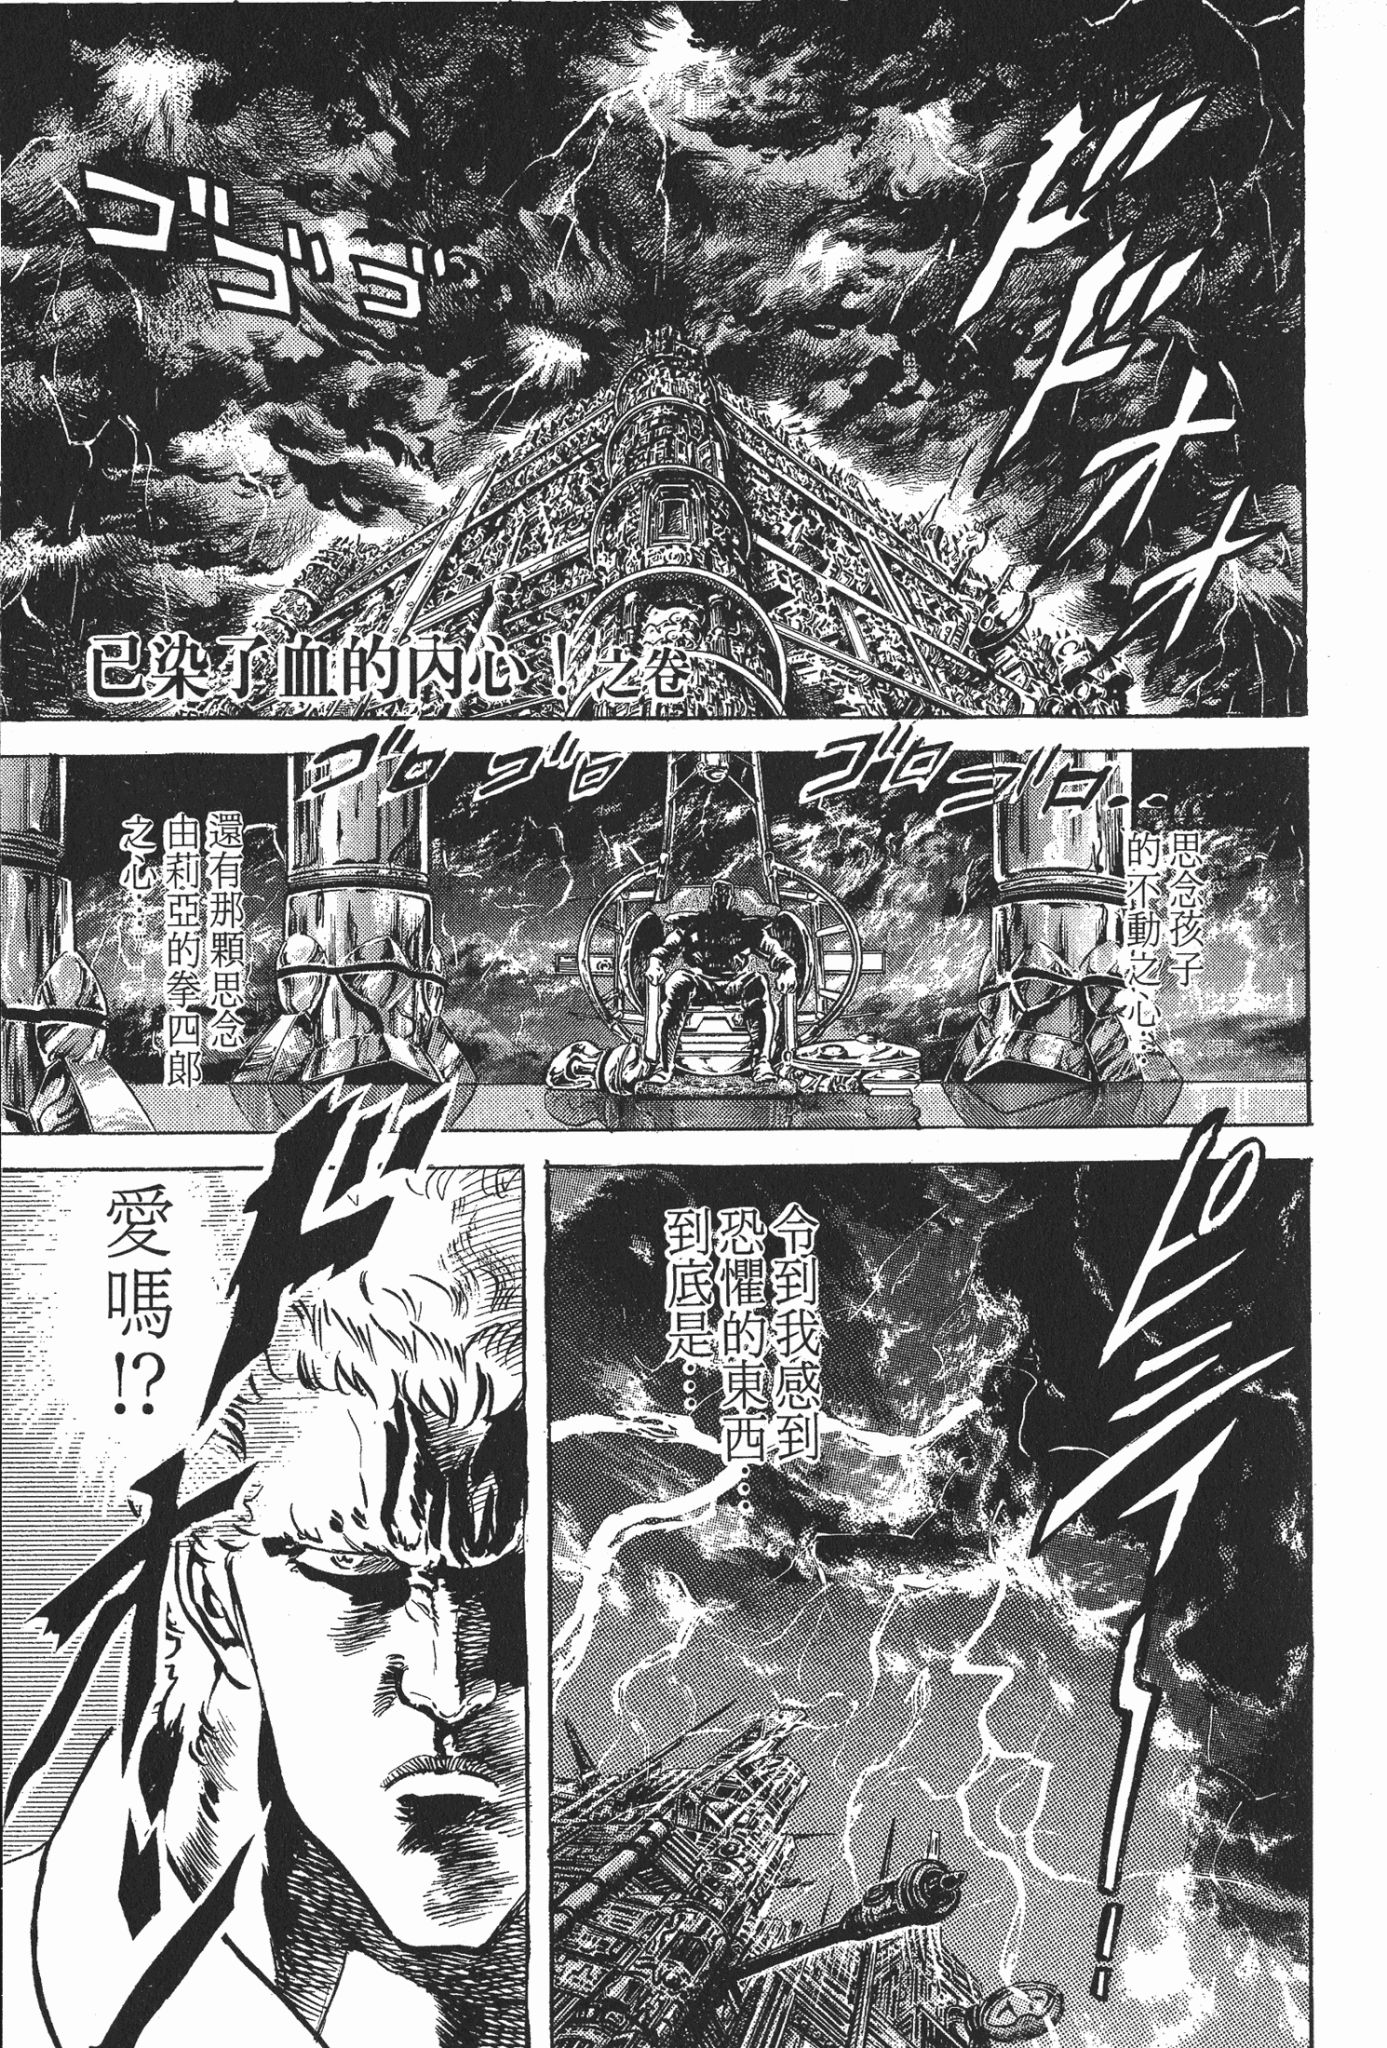 ドドオオ
ゴゴゴ
已染了血的內心！之卷
ゴロゴロ‥
ゴロゴロ
思念孩子
的不動之心⋯
還有那顆思念
由莉亞的拳四郎
之心⋯⋯
ピシィ──!!
令到我感到
恐懼的東西⋯
到底是⋯⋯
ドオ
愛嗎!?